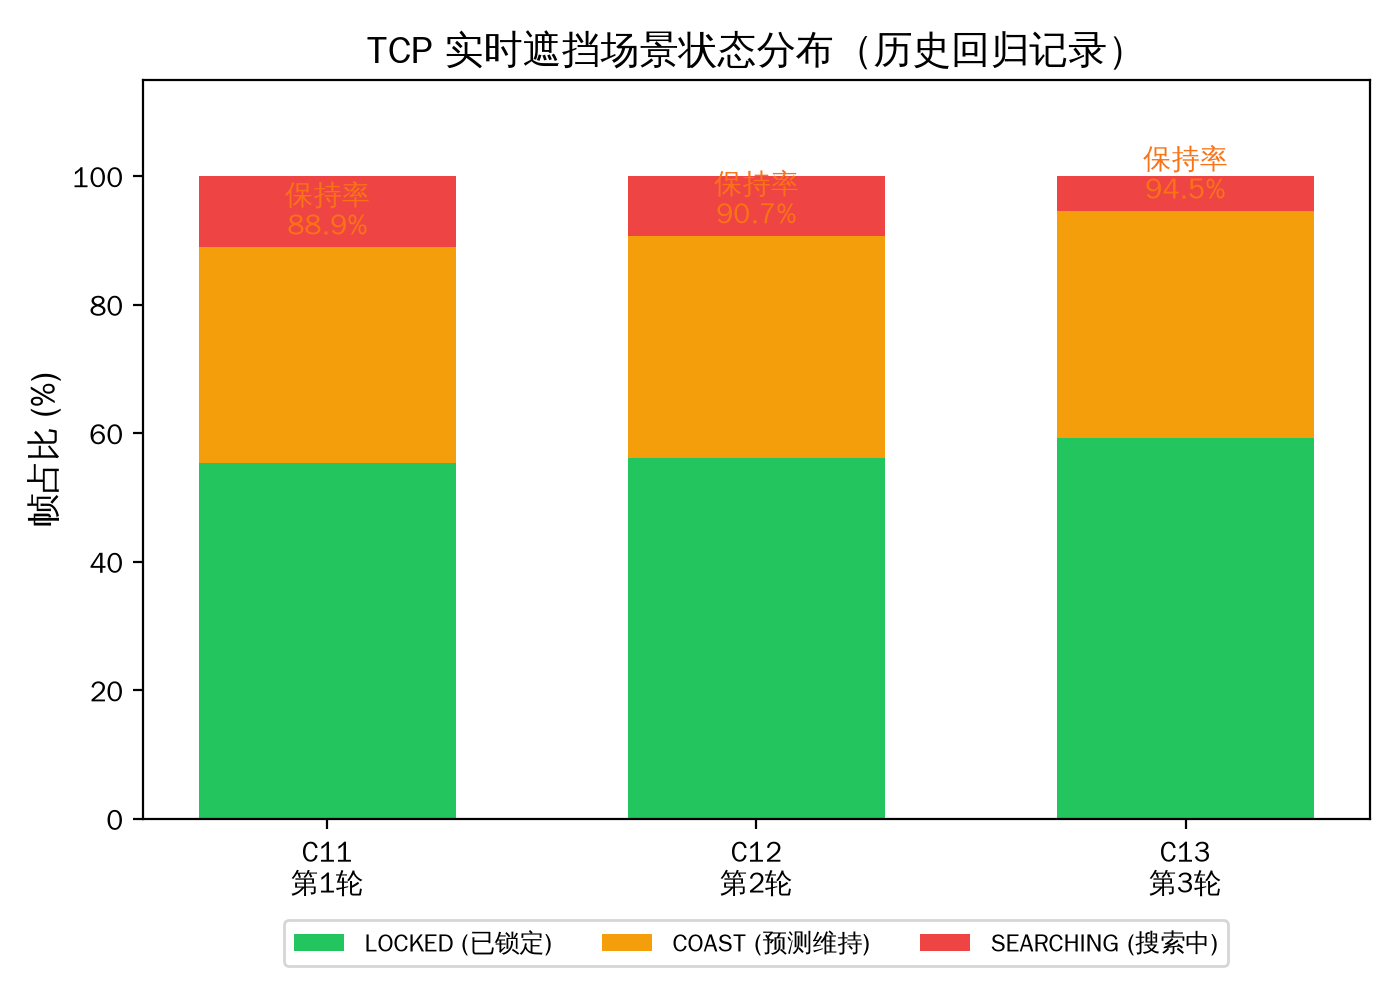 TCP 实时遮挡场景状态分布（历史回归记录）
帧占比 (%)
100
80
60
40
20
0
保持率
88.9%
保持率
90.7%
保持率
94.5%
C11
第1轮
C12
第2轮
C13
第3轮
LOCKED (已锁定)
COAST (预测维持)
SEARCHING (搜索中)